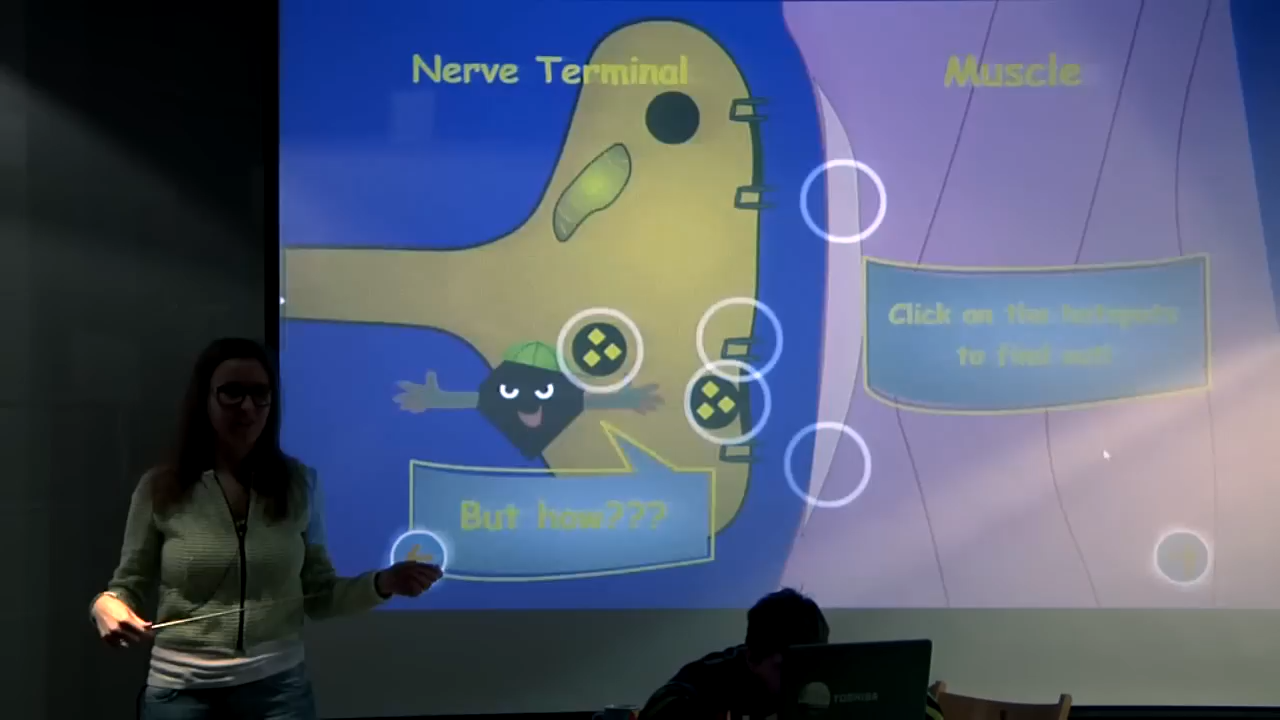 Nerve Terminal
Muscle
Click on the hotspots
to find out!
But how???
TOSHIBA